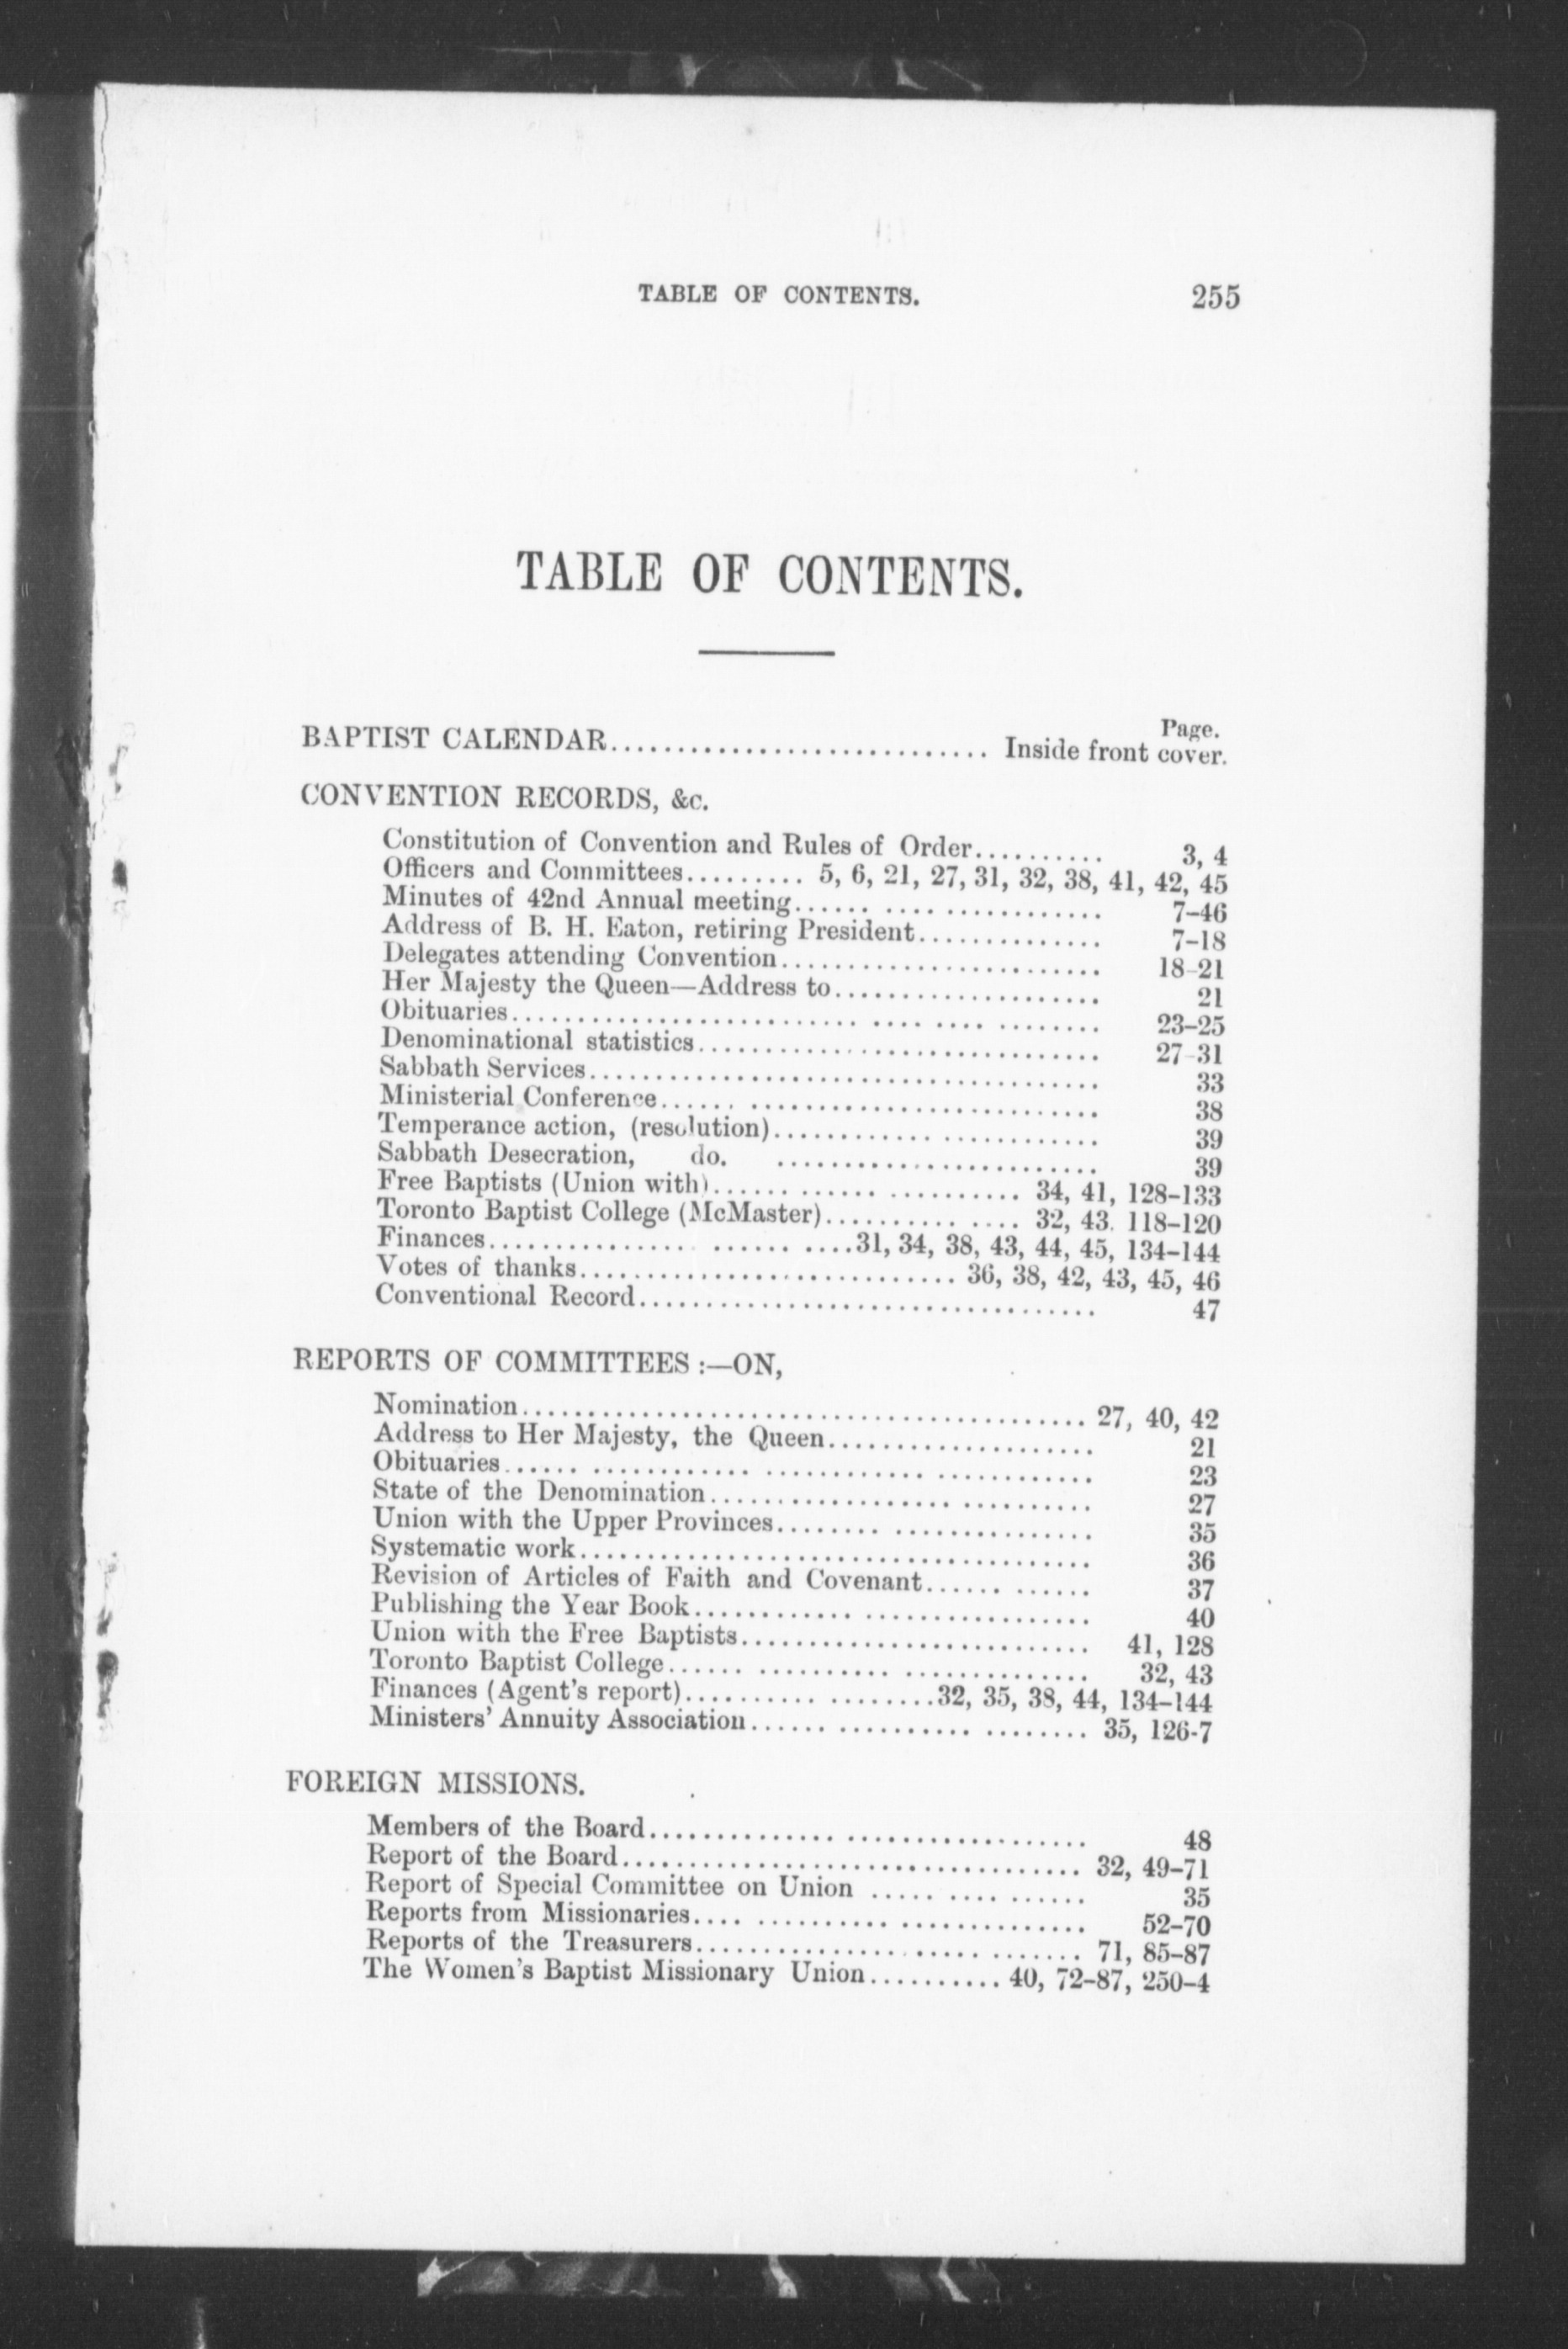 TABLE OF CONTENTS. 255
TABLE OF CONTENTS.
Page.
BAPTIST CALENDAR............................ Inside front cover.
CONVENTION RECORDS, &c.
Constitution of Convention and Rules of Order.......... 3, 4
Officers and Committees......... 5, 6, 21, 27, 31, 32, 38, 41, 42, 45
Minutes of 42nd Annual meeting...... .... .............. 7-46
Address of B. H. Eaton, retiring President.............. 7-18
Delegates attending Convention........................ 18-21
Her Majesty the Queen—Address to.................... 21
Obituaries.......................... .... .... ........ 23-25
Denominational statistics.............................. 27-31
Sabbath Services...................................... 33
Ministerial Conference...... .......................... 38
Temperance action, (resolution)............ ........... 39
Sabbath Desecration, do. ........................ 39
Free Baptists (Union with)...... ...... .......... 34, 41, 128-133
Toronto Baptist College (McMaster).......... .... 32, 43. 118-120
Finances............... ...... ....31, 34, 38, 43, 44, 45, 134-144
Votes of thanks............................ 36, 38, 42, 43, 45, 46
Conventional Record.................................. 47
REPORTS OF COMMITTEES :—ON,
Nomination.......................................... 27, 40, 42
Address to Her Majesty, the Queen.................... 21
Obituaries...... ............ ............ ............ 23
State of the Denomination.................. .......... 27
Union with the Upper Provinces........ ............... 35
Systematic work...................................... 36
Revision of Articles of Faith and Covenant...... ...... 37
Publishing the Year Book............ ................. 40
Union with the Free Baptists.......................... 41, 128
Toronto Baptist College...... .......... .............. 32, 43
Finances (Agent's report).......... ........32, 35, 38, 44, 134-144
Ministers' Annuity Association...... .......... ........ 35, 126-7
FOREIGN MISSIONS.
Members of the Board.............. .................. 48
Report of the Board.................................. 32, 49-71
Report of Special Committee on Union ..... .... ...... 35
Reports from Missionaries.... .......... .............. 52-70
Reports of the Treasurers................ ..... ....... 71, 85-87
The Women's Baptist Missionary Union.......... 40, 72-87, 250-4